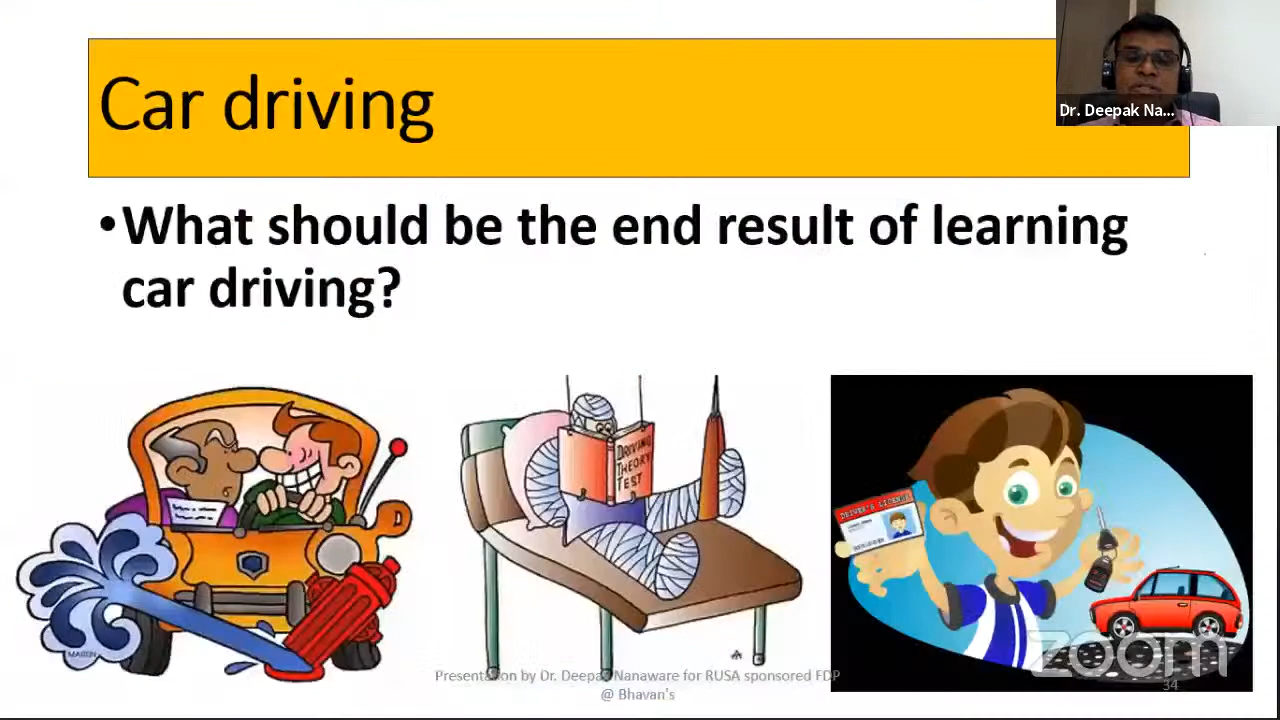 Car driving
Dr. Deepak Na...
•What should be the end result of learning
car driving?
DRIVING
THEORY
TEST
DRIVER'S LICENSE
MARTIN
zoom
Presentation by Dr. Deepak Nanaware for RUSA sponsored FDP
@ Bhavan's
34